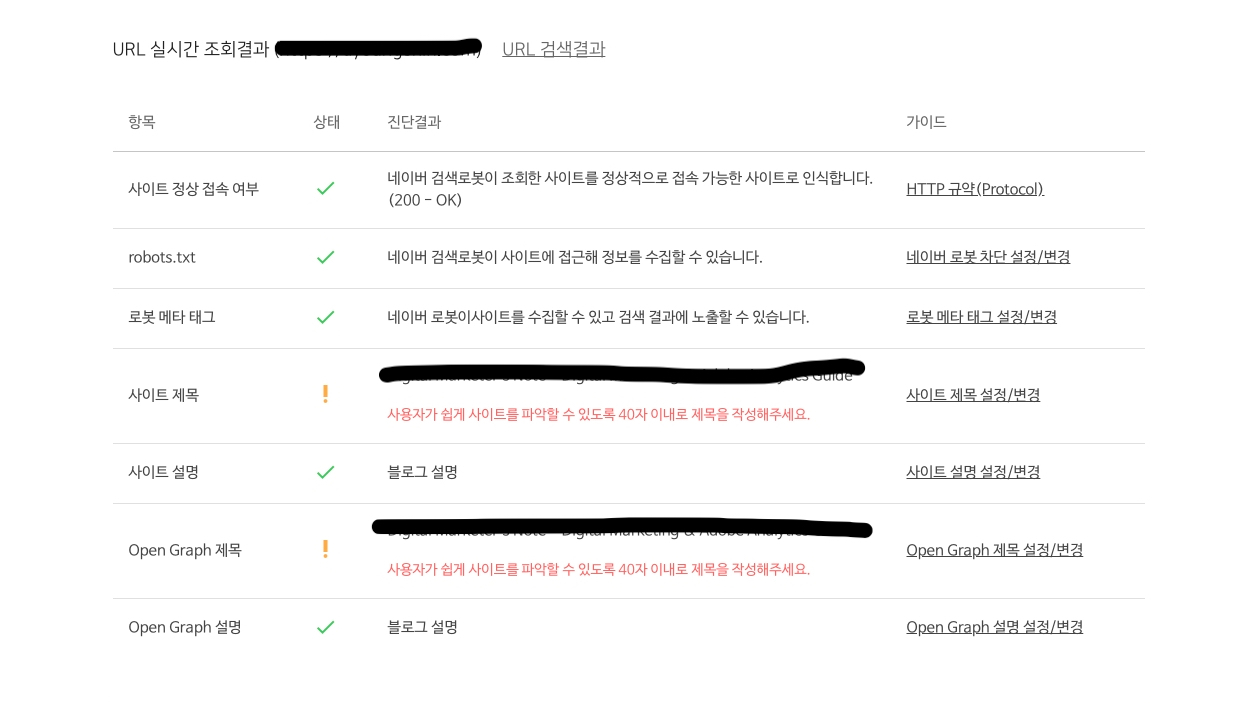 URL 실시간 조회결과 URL 검색결과
항목 상태 진단결과 가이드
사이트 정상 접속 여부 네이버 검색로봇이 조회한 사이트를 정상적으로 접속 가능한 사이트로 인식합니다.
(200 - OK) HTTP 규약(Protocol)
robots.txt 네이버 검색로봇이 사이트에 접근해 정보를 수집할 수 있습니다. 네이버 로봇 차단 설정/변경
로봇 메타 태그 네이버 로봇이사이트를 수집할 수 있고 검색 결과에 노출할 수 있습니다. 로봇 메타 태그 설정/변경
사이트 제목 사이트 제목 설정/변경
사용자가 쉽게 사이트를 파악할 수 있도록 40자 이내로 제목을 작성해주세요.
사이트 설명 블로그 설명 사이트 설명 설정/변경
Open Graph 제목 Open Graph 제목 설정/변경
사용자가 쉽게 사이트를 파악할 수 있도록 40자 이내로 제목을 작성해주세요.
Open Graph 설명 블로그 설명 Open Graph 설명 설정/변경